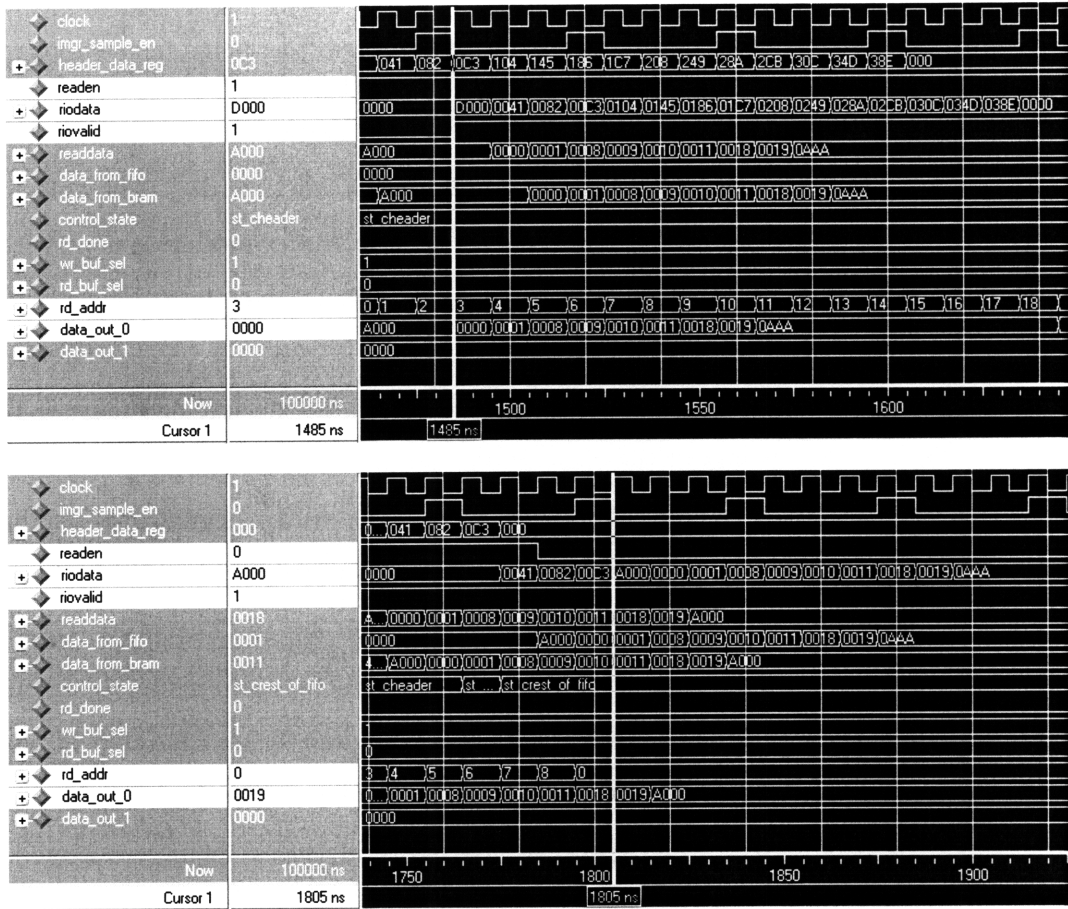 clock 1
imgr_sample_en 0
header_data_reg 0C3 041 082 0C3 104 145 186 1C7 208 249 28A 2CB 30C 34D 38E 000
readen 1
riodata D000 0000 D000 0041 0082 00C3 0104 0145 0186 01C7 0208 0249 028A 02CB 030C 034D 038E 0000
riovalid 1
readdata A000 A000 0000 0001 0008 0009 0010 0011 0018 0019 0AAA
data_from_fifo 0000 0000
data_from_bram A000 A000 0000 0001 0008 0009 0010 0011 0018 0019 0AAA
control_state st_cheader st_cheader
rd_done 0
wr_buf_sel 1 1
rd_buf_sel 0 0
rd_addr 3 0 1 2 3 4 5 6 7 8 9 10 11 12 13 14 15 16 17 18
data_out_0 0000 A000 0000 0001 0008 0009 0010 0011 0018 0019 0AAA
data_out_1 0000 0000
Now 100000 ns 1500 1550 1600
Cursor 1 1485 ns 1485 ns
clock 1
imgr_sample_en 0
header_data_reg 000 0... 041 082 0C3 000
readen 0
riodata A000 0000 0041 0082 00C3 A000 0000 0001 0008 0009 0010 0011 0018 0019 0AAA
riovalid 1
readdata 0018 A... 0000 0001 0008 0009 0010 0011 0018 0019 A000
data_from_fifo 0001 0000 A000 0000 0001 0008 0009 0010 0011 0018 0019 0AAA
data_from_bram 0011 4... A000 0000 0001 0008 0009 0010 0011 0018 0019 A000
control_state st_crest_of_fifo st_cheader st ... st_crest_of_fifo
rd_done 0
wr_buf_sel 1 1
rd_buf_sel 0 0
rd_addr 0 3 4 5 6 7 8 0
data_out_0 0019 0... 0001 0008 0009 0010 0011 0018 0019 A000
data_out_1 0000 0000
Now 100000 ns 1750 1800 1850 1900
Cursor 1 1805 ns 1805 ns